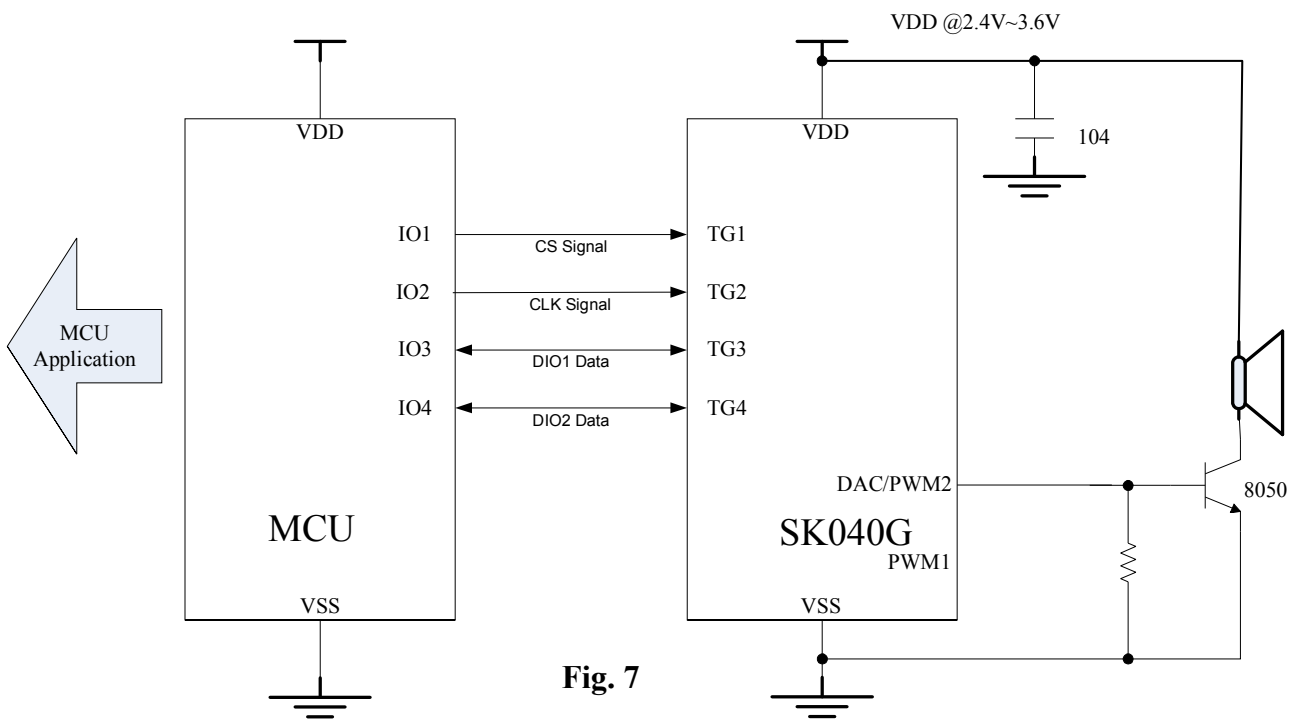 VDD @2.4V~3.6V
VDD
VDD
104
IO1
CS Signal
TG1
IO2
CLK Signal
TG2
MCU
Application
IO3
DIO1 Data
TG3
IO4
DIO2 Data
TG4
DAC/PWM2
8050
MCU
SK040G
PWM1
VSS
VSS
Fig. 7